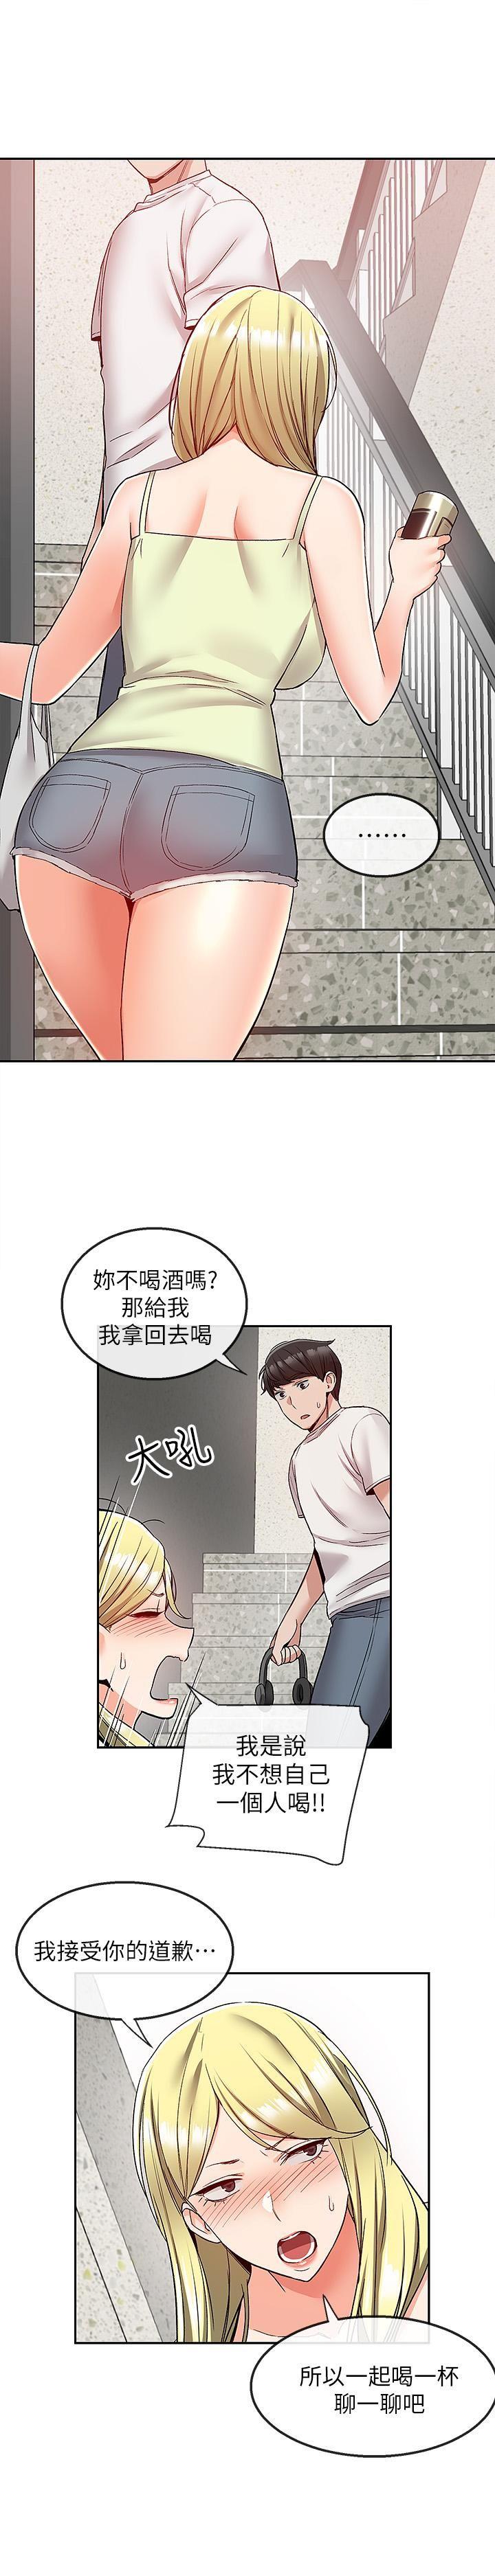 ……
妳不喝酒嗎?
那給我
我拿回去喝
大吼
我是說
我不想自己
一個人喝!!
我接受你的道歉…
所以一起喝一杯
聊一聊吧